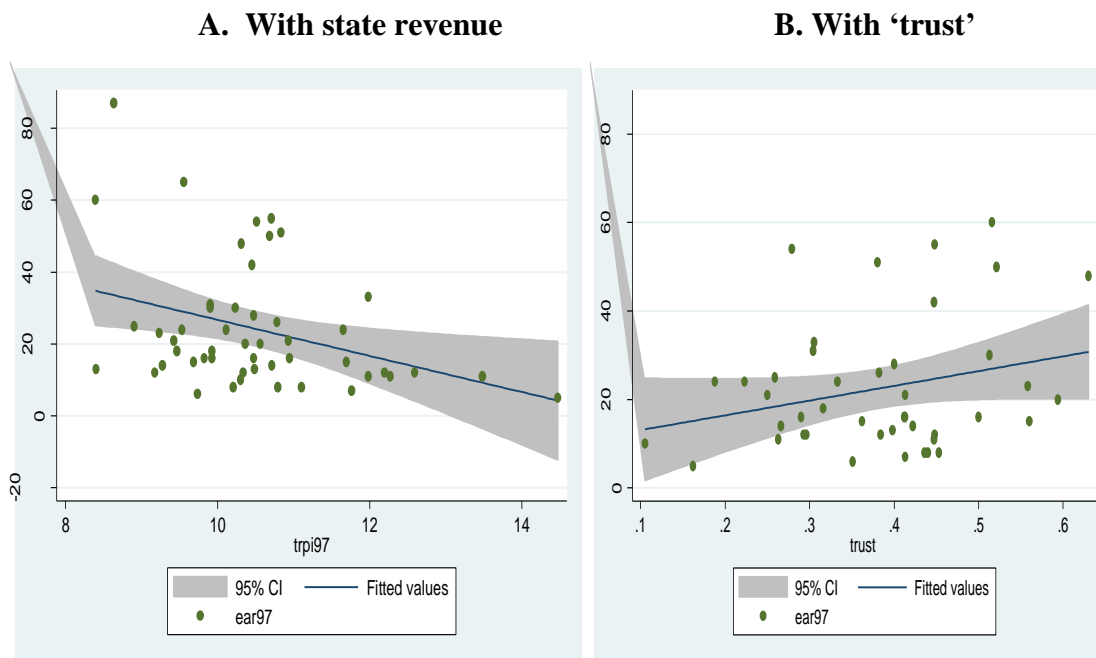 A. With state revenue
B. With ‘trust’
80
60
40
20
0
-20
8 10 12 14
trpi97
95% CI Fitted values
ear97
80
60
40
20
0
.1 .2 .3 .4 .5 .6
trust
95% CI Fitted values
ear97